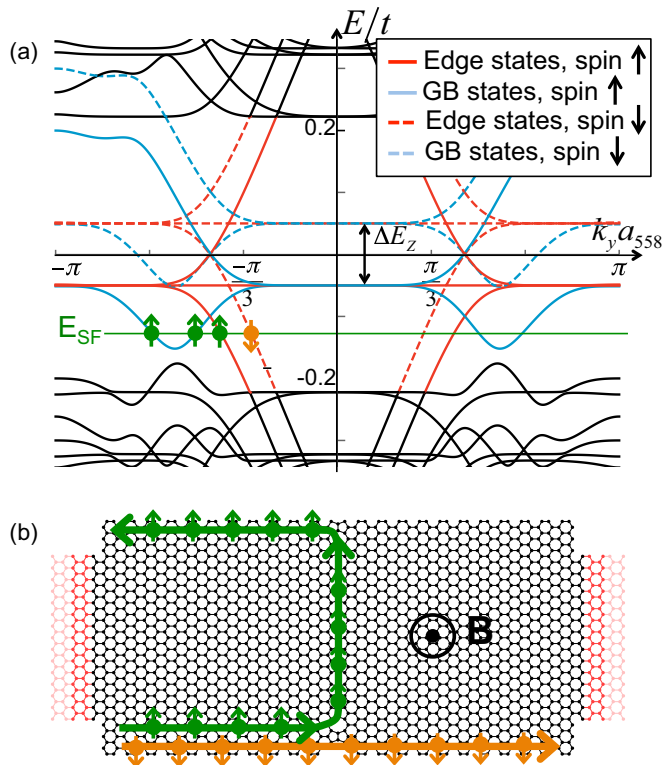 (a)
E/t
Edge states, spin ↑
GB states, spin ↑
Edge states, spin ↓
GB states, spin ↓
0.2
ΔE_Z
k_y a_558
-π
-π
3
π
3
π
E_SF
-0.2
(b)
B